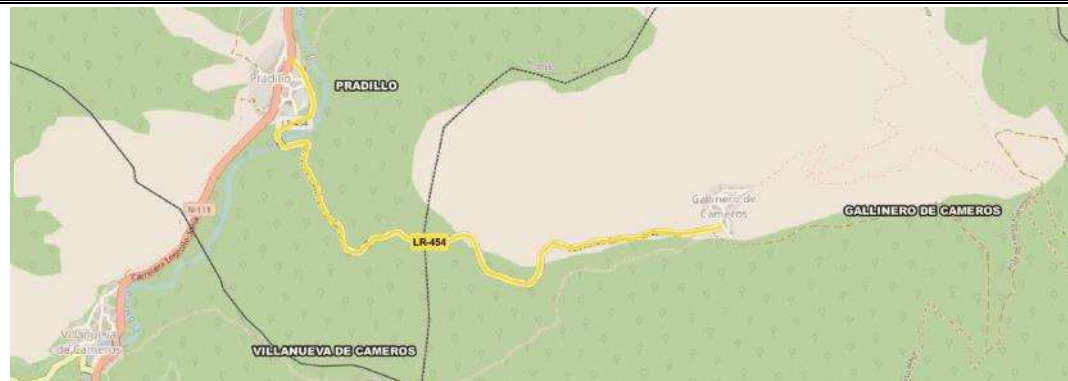 Pradillo
PRADILLO
N-111
LR-454
Gallinero de
Cameros
GALLINERO DE CAMEROS
Villanueva
de Cameros
VILLANUEVA DE CAMEROS